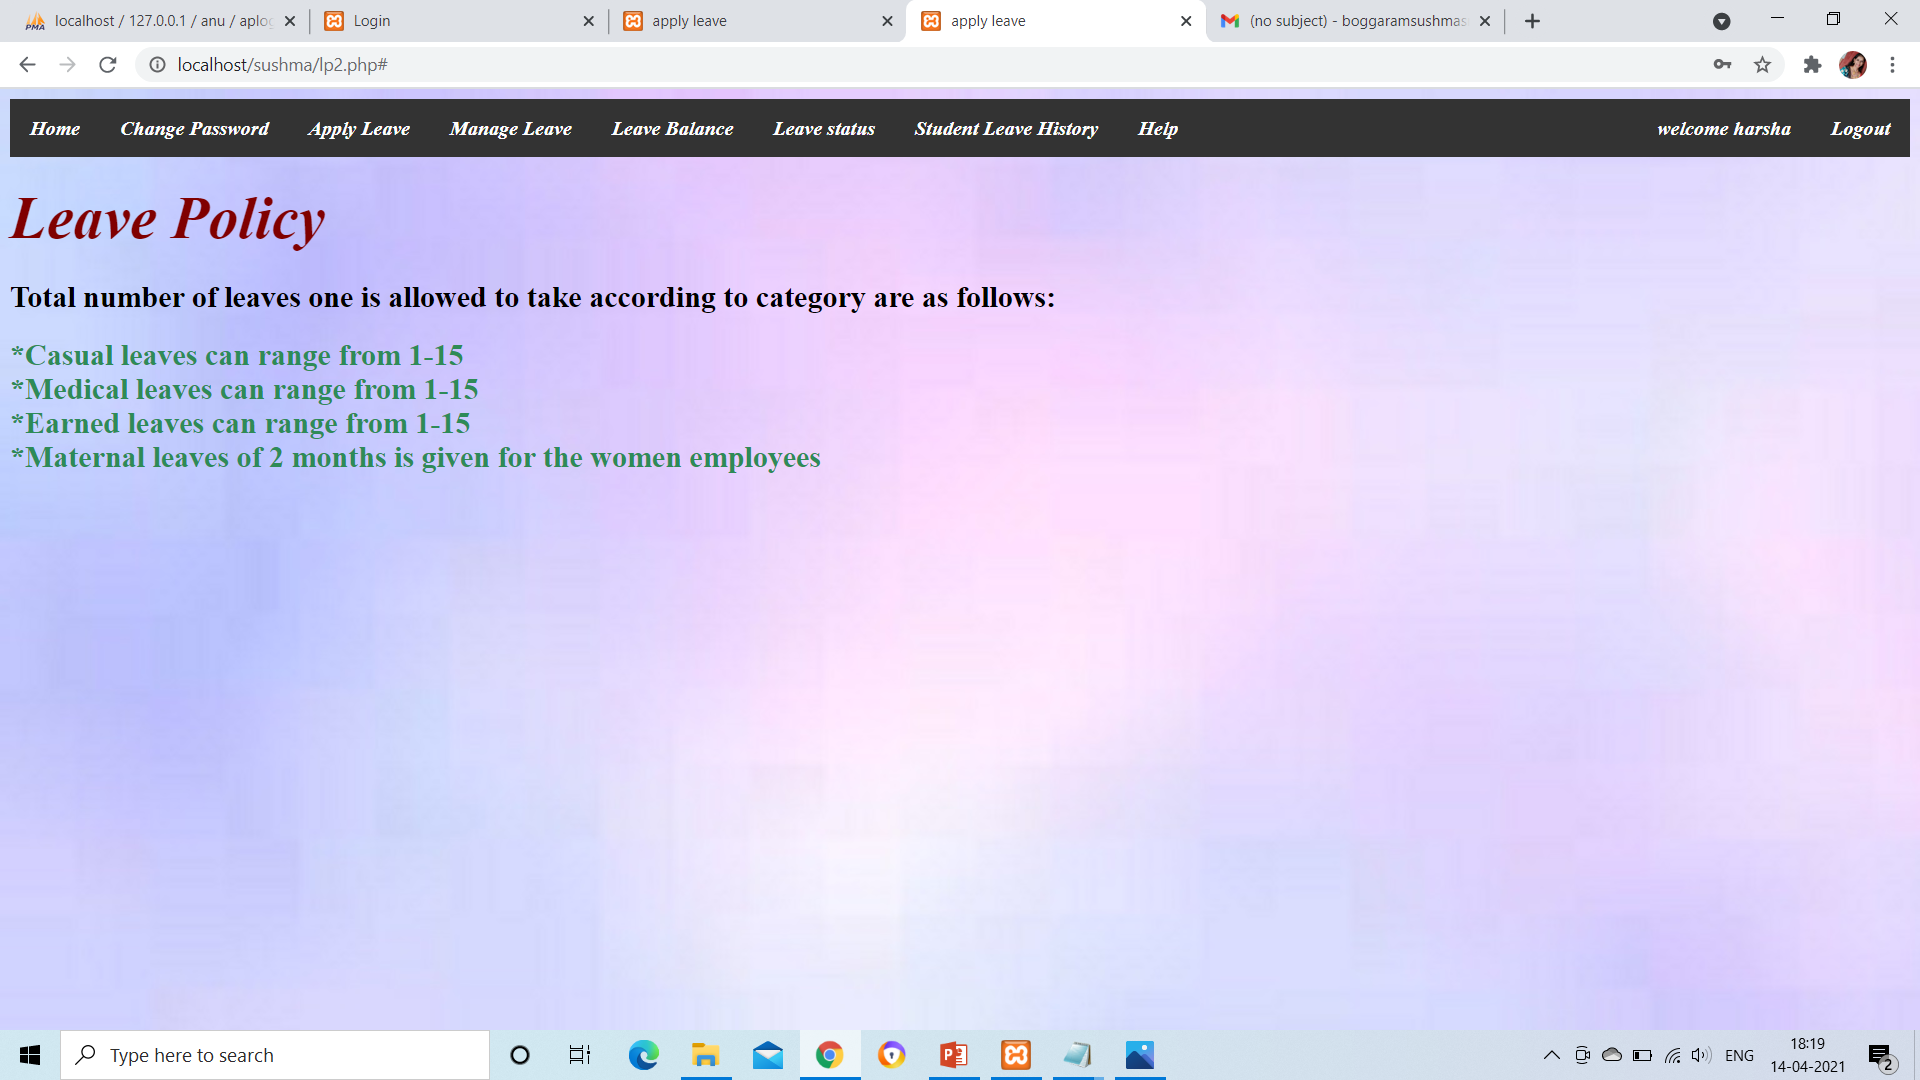 localhost / 127.0.0.1 / anu / aplog
Login
apply leave
apply leave
(no subject) - boggaramsushmas
localhost/sushma/lp2.php#
Home Change Password Apply Leave Manage Leave Leave Balance Leave status Student Leave History Help welcome harsha Logout
Leave Policy
Total number of leaves one is allowed to take according to category are as follows:
*Casual leaves can range from 1-15
*Medical leaves can range from 1-15
*Earned leaves can range from 1-15
*Maternal leaves of 2 months is given for the women employees
Type here to search
ENG
18:19
14-04-2021
2